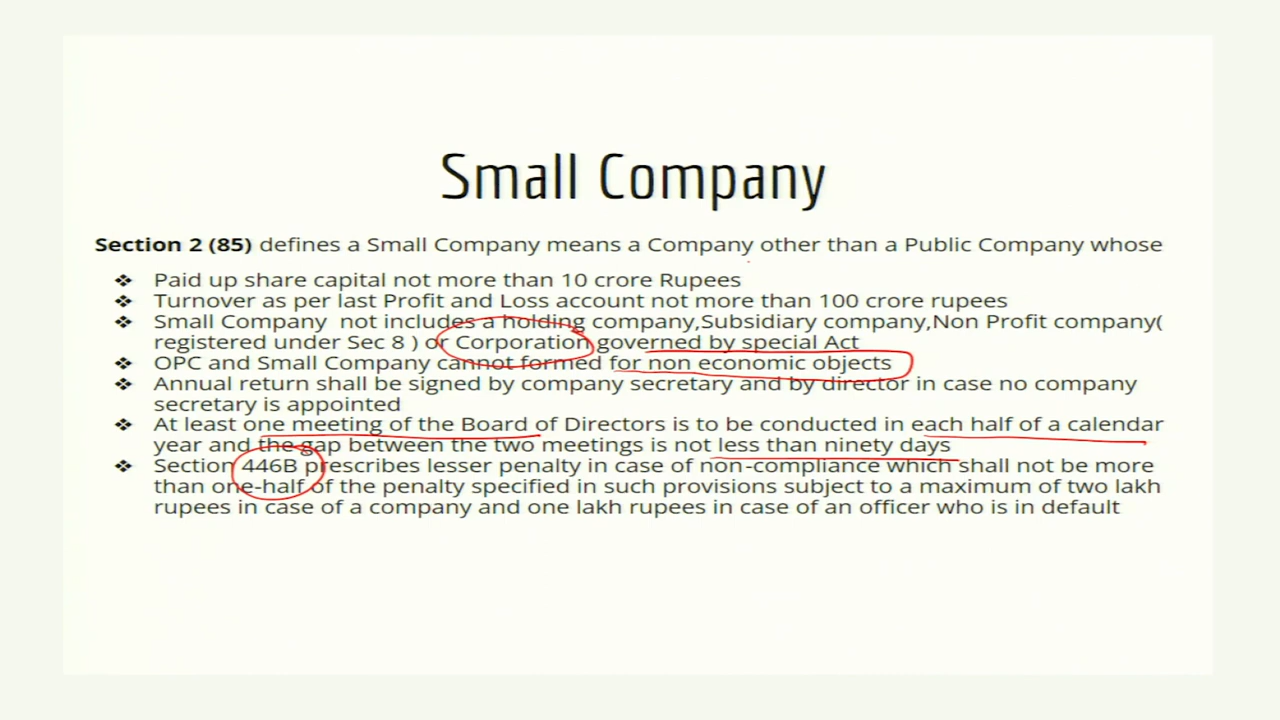 Small Company
Section 2 (85) defines a Small Company means a Company other than a Public Company whose
❖ Paid up share capital not more than 10 crore Rupees
❖ Turnover as per last Profit and Loss account not more than 100 crore rupees
❖ Small Company not includes a holding company,Subsidiary company,Non Profit company(
registered under Sec 8 ) or Corporation governed by special Act
❖ OPC and Small Company cannot formed for non economic objects
❖ Annual return shall be signed by company secretary and by director in case no company
secretary is appointed
❖ At least one meeting of the Board of Directors is to be conducted in each half of a calendar
year and the gap between the two meetings is not less than ninety days
❖ Section 446B prescribes lesser penalty in case of non-compliance which shall not be more
than one-half of the penalty specified in such provisions subject to a maximum of two lakh
rupees in case of a company and one lakh rupees in case of an officer who is in default